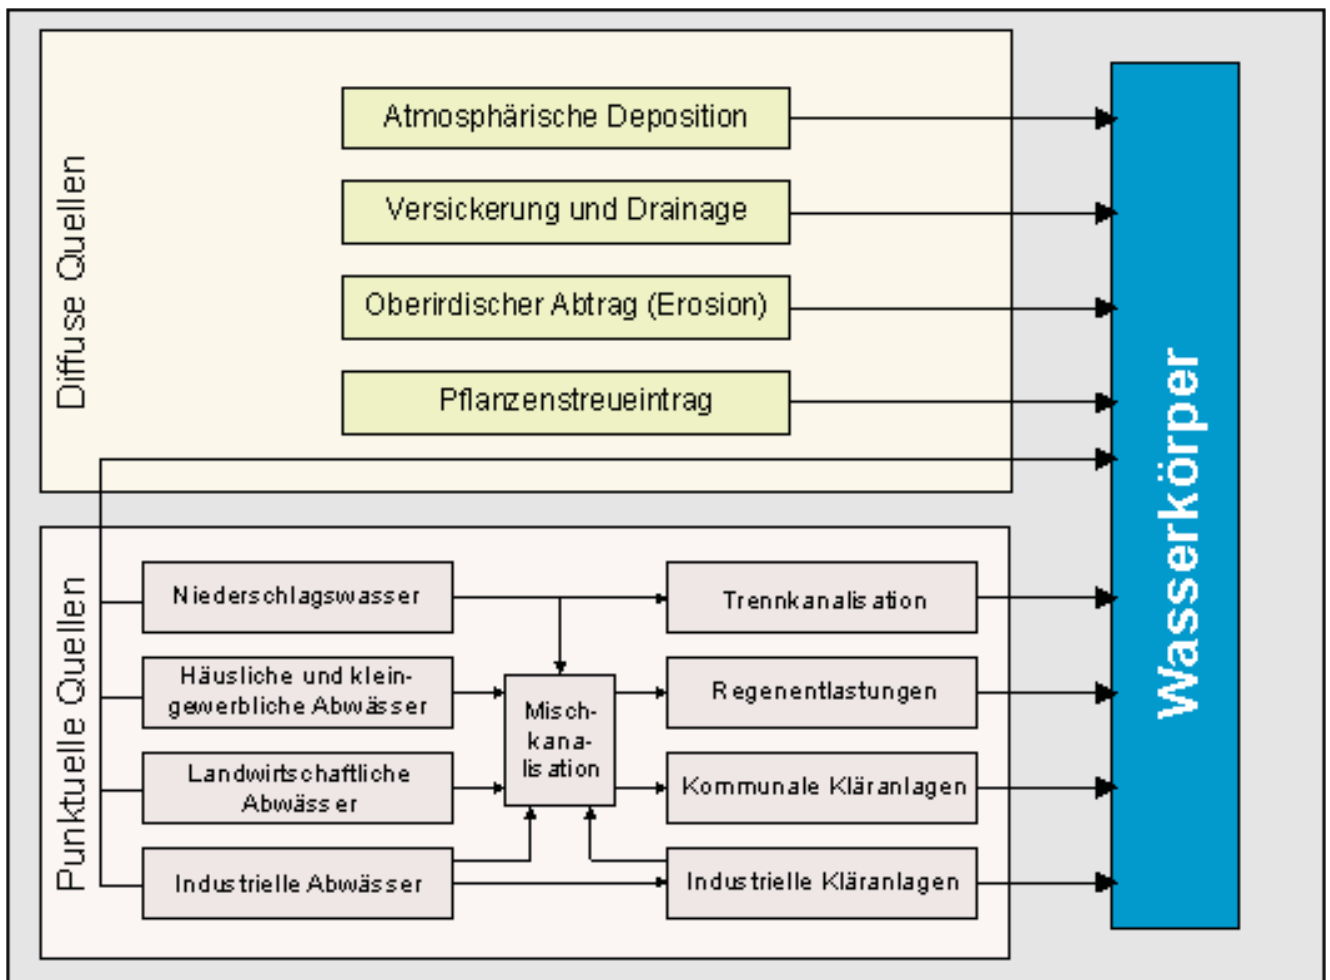 Diffuse Quellen
Atmosphärische Deposition
Versickerung und Drainage
Oberirdischer Abtrag (Erosion)
Pflanzenstreueintrag
Punktuelle Quellen
Niederschlagswasser
Häusliche und klein-
gewerbliche Abwässer
Landwirtschaftliche
Abwässer
Industrielle Abwässer
Misch-
kana-
lisation
Trennkanalisation
Regenentlastungen
Kommunale Kläranlagen
Industrielle Kläranlagen
Wasserkörper